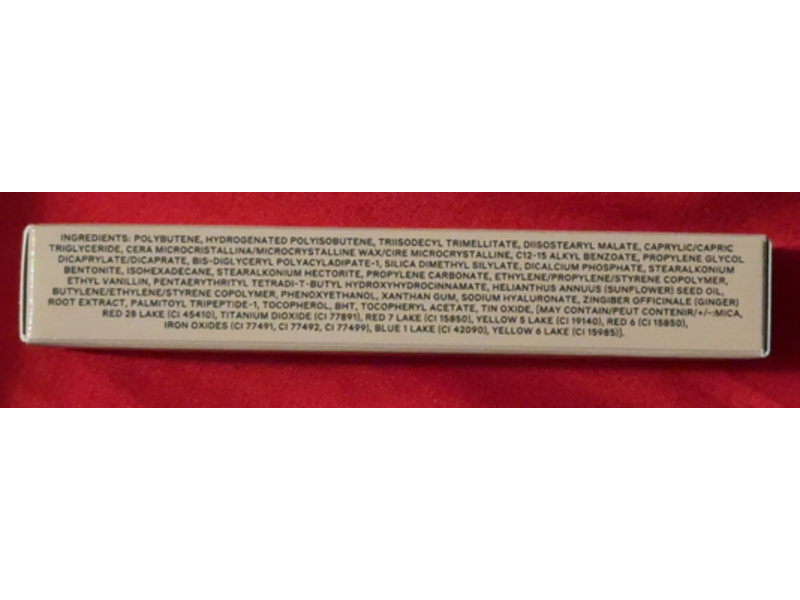 INGREDIENTS: POLYBUTENE, HYDROGENATED POLYISOBUTENE, TRIISODECYL TRIMELLITATE, DIISOSTEARYL MALATE, CAPRYLIC/CAPRIC
TRIGLYCERIDE, CERA MICROCRISTALLINA/MICROCRYSTALLINE WAX/CIRE MICROCRYSTALLINE, C12-15 ALKYL BENZOATE, PROPYLENE GLYCOL
DICAPRYLATE/DICAPRATE, BIS-DIGLYCERYL POLYACYLADIPATE-1, SILICA DIMETHYL SILYLATE, DICALCIUM PHOSPHATE, STEARALKONIUM
BENTONITE, ISOHEXADECANE, STEARALKONIUM HECTORITE, PROPYLENE CARBONATE, ETHYLENE/PROPYLENE/STYRENE COPOLYMER,
ETHYL VANILLIN, PENTAERYTHRITYL TETRADI-T-BUTYL HYDROXYHYDROCINNAMATE, HELIANTHUS ANNUUS (SUNFLOWER) SEED OIL,
BUTYLENE/ETHYLENE/STYRENE COPOLYMER, PHENOXYETHANOL, XANTHAN GUM, SODIUM HYALURONATE, ZINGIBER OFFICINALE (GINGER)
ROOT EXTRACT, PALMITOYL TRIPEPTIDE-1, TOCOPHEROL, BHT, TOCOPHERYL ACETATE, TIN OXIDE, [MAY CONTAIN/PEUT CONTENIR/+/-:MICA,
RED 28 LAKE (CI 45410), TITANIUM DIOXIDE (CI 77891), RED 7 LAKE (CI 15850), YELLOW 5 LAKE (CI 19140), RED 6 (CI 15850),
IRON OXIDES (CI 77491, CI 77492, CI 77499), BLUE 1 LAKE (CI 42090), YELLOW 6 LAKE (CI 15985)].